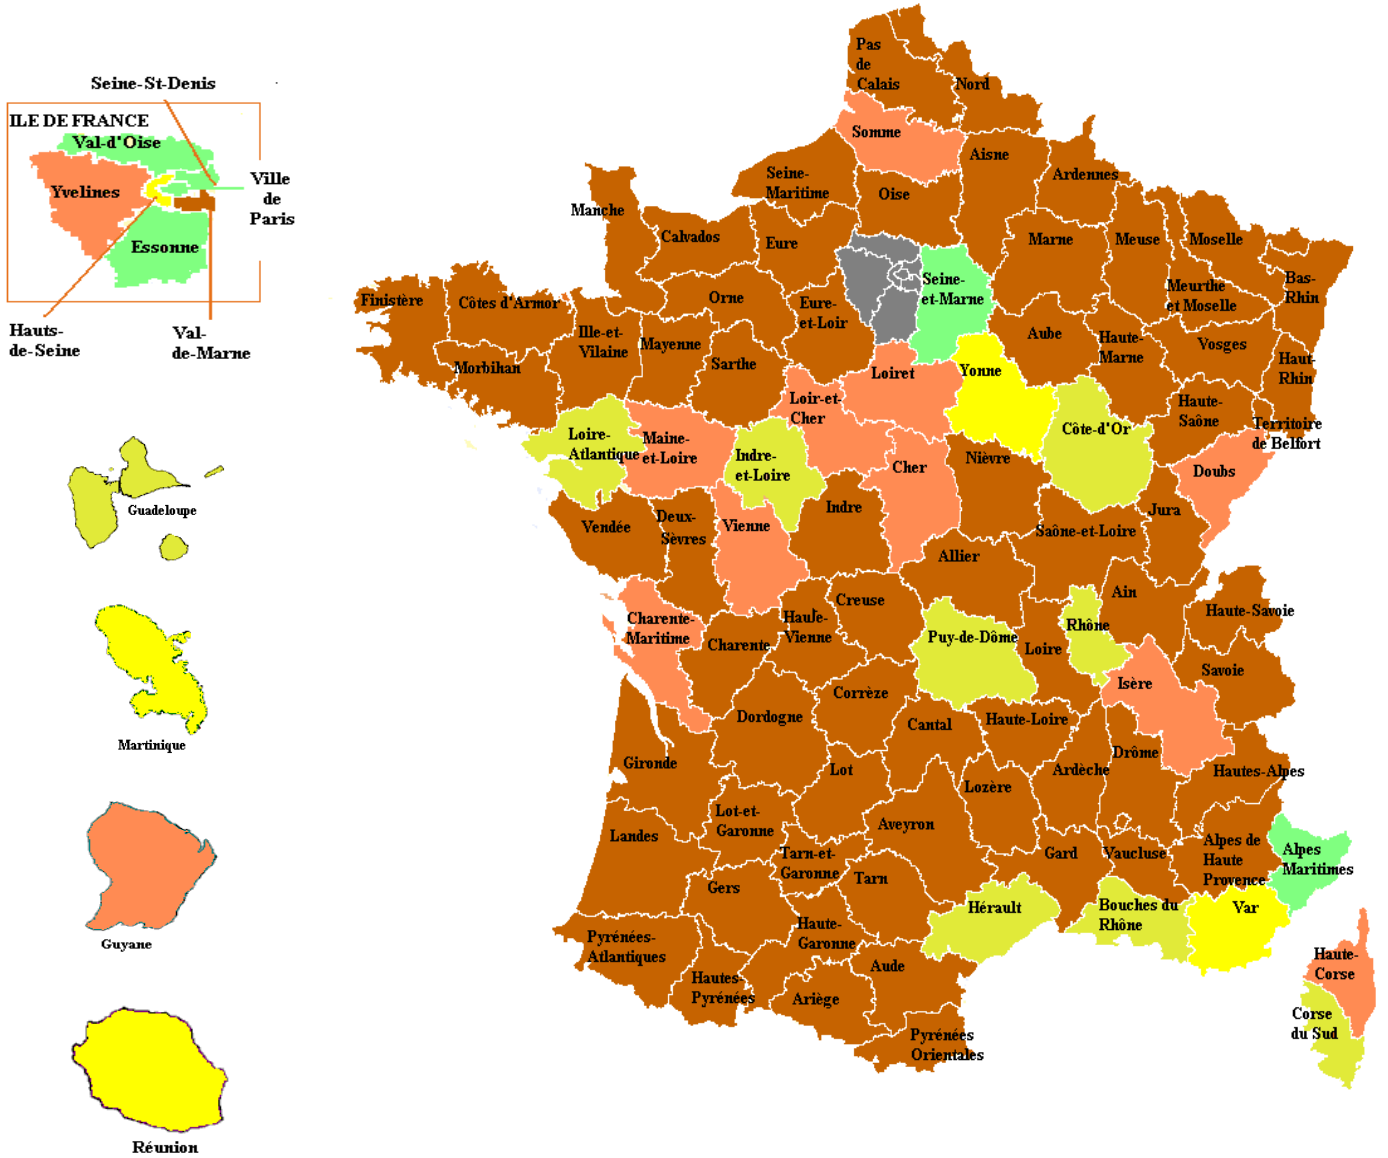 Seine-St-Denis
ILE DE FRANCE
Val-d'Oise
Yvelines
Ville
de
Paris
Essonne
Hauts-
de-Seine
Val-
de-Marne
Guadeloupe
Martinique
Guyane
Réunion
Pas
de
Calais
Nord
Somme
Aisne
Ardennes
Seine-
Maritime
Oise
Manche
Calvados
Eure
Marne
Meuse
Moselle
Meurthe
et Moselle
Bas-
Rhin
Seine-
et-Marne
Finistère
Côtes d'Armor
Orne
Eure-
et-Loir
Ille-et-
Vilaine
Mayenne
Sarthe
Morbihan
Aube
Haute-
Marne
Vosges
Haut-
Rhin
Loiret
Yonne
Loir-et-
Cher
Côte-d'Or
Haute-
Saône
Territoire
de Belfort
Loire-
Atlantique
Maine-
et-Loire
Indre-
et-Loire
Cher
Nièvre
Doubs
Vendée
Deux-
Sèvres
Vienne
Indre
Saône-et-Loire
Jura
Allier
Ain
Haute-Savoie
Charente-
Maritime
Charente
Haute-
Vienne
Creuse
Puy-de-Dôme
Loire
Rhône
Savoie
Isère
Corrèze
Dordogne
Cantal
Haute-Loire
Gironde
Lot
Ardèche
Drôme
Hautes-Alpes
Lozère
Landes
Lot-et-
Garonne
Aveyron
Tarn-et-
Garonne
Gard
Vaucluse
Alpes de
Haute
Provence
Alpes
Maritimes
Gers
Tarn
Hérault
Bouches du
Rhône
Var
Pyrénées-
Atlantiques
Haute-
Garonne
Hautes-
Pyrénées
Ariège
Aude
Pyrénées
Orientales
Haute-
Corse
Corse
du Sud